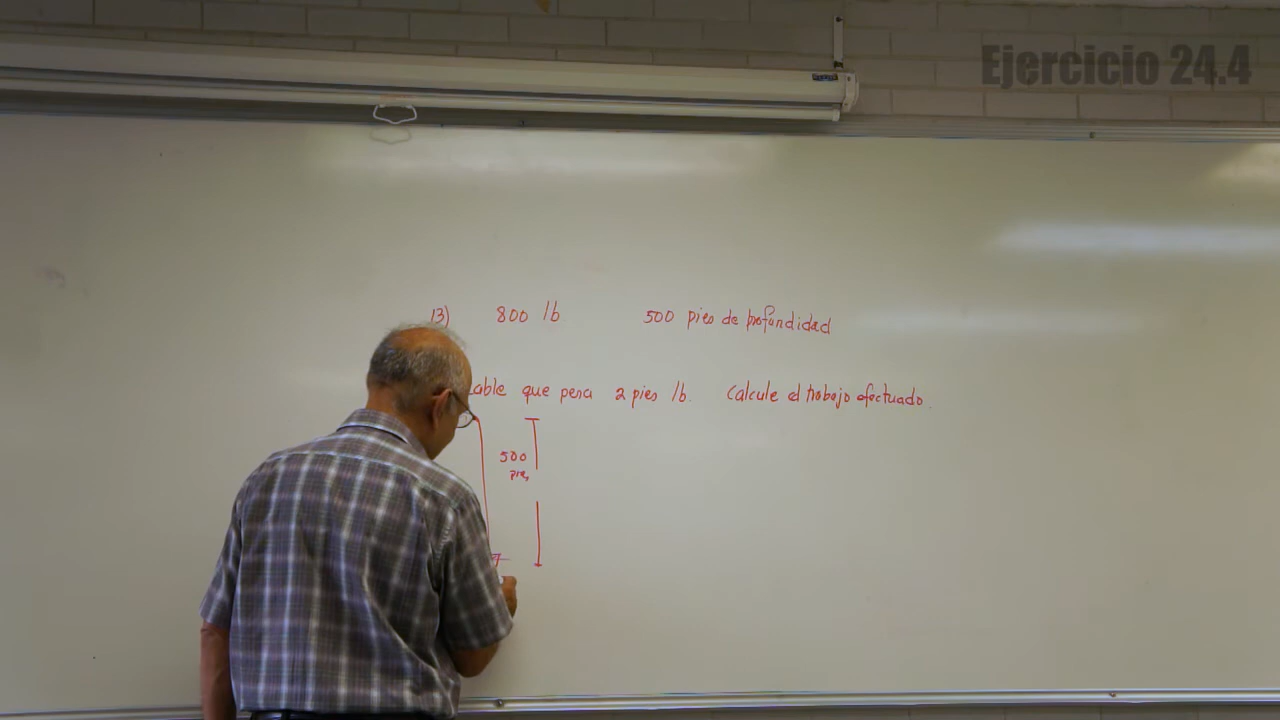 Ejercicio 24.4
13) 800 lb 500 pies de profundidad
able que pesa 2 pies lb. Calcule el trabajo efectuado.
500
pies